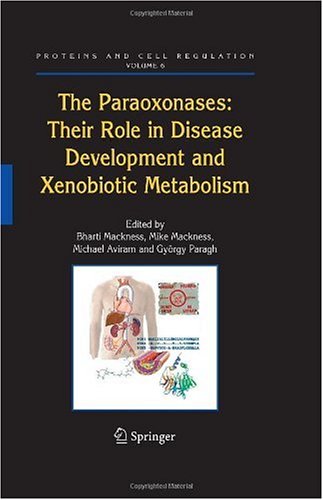 PROTEINS AND CELL REGULATION
VOLUME 6
The Paraoxonases:
Their Role in Disease
Development and
Xenobiotic Metabolism
Edited by
Bharti Mackness, Mike Mackness,
Michael Aviram and György Paragh
Springer